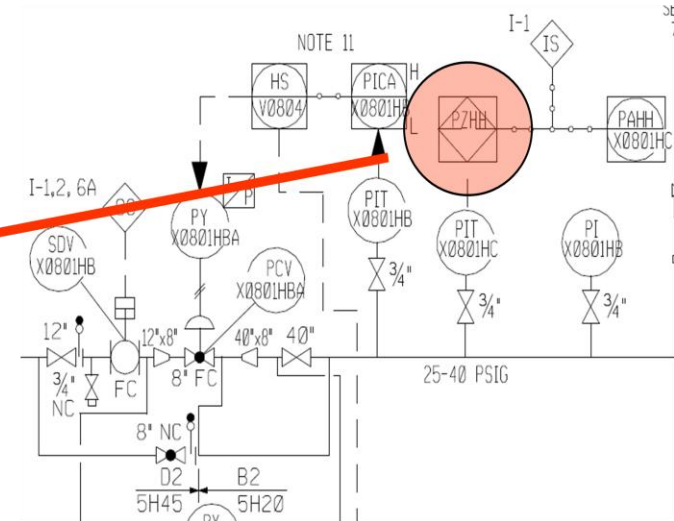 NOTE 11
I-1
IS
HS
V0804
PICA
X0801HB
H
L
PZHH
PAHH
X0801HC
I-1,2, 6A
I
P
PY
X0801HBA
PIT
X0801HB
PIT
X0801HC
PI
X0801HB
SDV
X0801HB
PCV
X0801HBA
3/4"
3/4"
3/4"
12"
12"x8"
40"x8"
40"
3/4"
NC
FC
8" FC
25-40 PSIG
8" NC
D2
B2
5H45
5H20